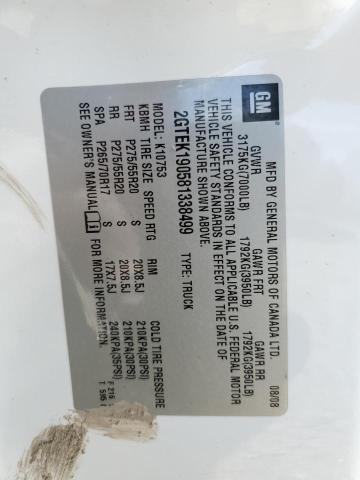 GM
MFD BY GENERAL MOTORS OF CANADA LTD.
08/08
GVWR GAWR FRT GAWR RR
3175KG(7000LB) 1792KG(3950LB) 1792KG(3950LB)
THIS VEHICLE CONFORMS TO ALL APPLICABLE U.S. FEDERAL MOTOR
VEHICLE SAFETY STANDARDS IN EFFECT ON THE DATE OF
MANUFACTURE SHOWN ABOVE.
2GTEK190581338499 TYPE: TRUCK
MODEL: K10753
KBMH TIRE SIZE SPEED RTG RIM COLD TIRE PRESSURE
FRT P275/55R20 S 20X8.5J 210KPA(30PSI)
RR P275/55R20 S 20X8.5J 210KPA(30PSI)
SPA P265/70R17 S 17X7.5J 240KPA(35PSI)
SEE OWNER'S MANUAL FOR MORE INFORMATION.